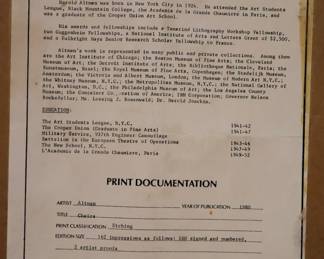 Harold Altman was born in New York City in 1924. He attended the Art Students
League, Black Mountain College, the Academie de la Grande Chaumiere in Paris, and
was a graduate of the Cooper Union Art School.
His awards and fellowships include a Tamarind Lithography Workshop Fellowship,
two Guggenheim Fellowships, a National Institute of Arts and Letters Grant of $2,500,
and a Fulbright Hays Senior Research Scholar Fellowship to France.
Altman's work is represented in many public and private collections. Among them
are the Art Institute of Chicago; the Boston Museum of Fine Arts; the Cleveland
Museum of Art; the Detroit Institute of Arts; the Bibliotheque Nationale, Paris; the
Kunstmuseum, Basel; the Royal Museum of Fine Arts, Copenhagen; the Stedelijk Museum,
Amsterdam; the Victoria and Albert Museum, London; the Museum of Modern Art N.Y.C.;
the Whitney Museum, N.Y.C.; the Metropolitan Museum, N.Y.C.; the National Gallery of
Art, Washington, D.C.; the Philadelphia Museum of Art; the Los Angeles County
Museum; the Container Corporation of America; IBM Corporation; Governor Nelson
Rockefeller, Mr. Lessing J. Rosenwald; Dr. Harold Joachim.
EDUCATION:
The Art Students League, N.Y.C. 1941-42
The Cooper Union (Graduate in Fine Arts) 1941-47
Military Service, 937th Engineer Camouflage
Battalion in the European Theatre of Operations 1943-46
The New School, N.Y.C. 1947-49
L'Academie de la Grande Chaumiere, Paris 1949-52
PRINT DOCUMENTATION
ARTIST Altman YEAR OF PUBLICATION 1980
TITLE Chairs
PRINT CLASSIFICATION Etching
EDITION SIZE impressions as follows: signed and numbered,
artist proofs